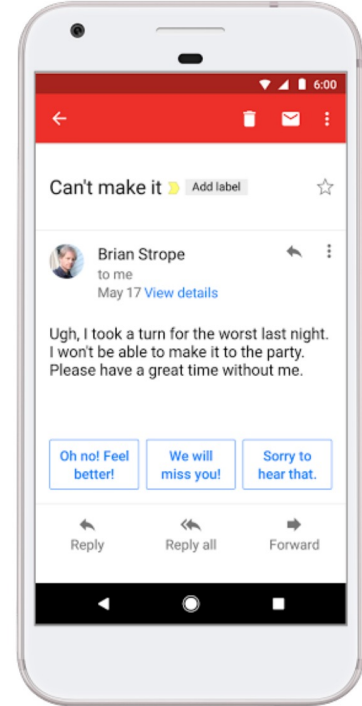 6:00
Can't make it Add label
Brian Strope
to me
May 17 View details
Ugh, I took a turn for the worst last night.
I won't be able to make it to the party.
Please have a great time without me.
Oh no! Feel
better!
We will
miss you!
Sorry to
hear that.
Reply
Reply all
Forward